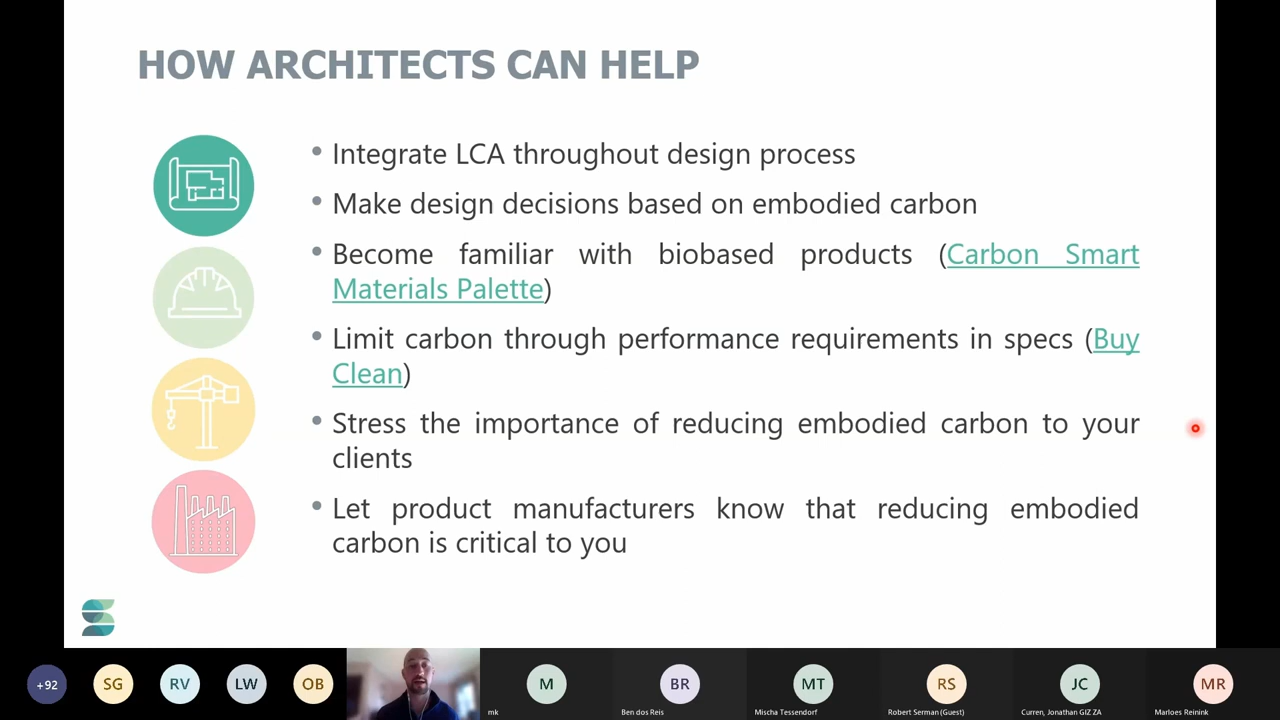 HOW ARCHITECTS CAN HELP
• Integrate LCA throughout design process
• Make design decisions based on embodied carbon
• Become familiar with biobased products (Carbon Smart
Materials Palette)
• Limit carbon through performance requirements in specs (Buy
Clean)
• Stress the importance of reducing embodied carbon to your
clients
• Let product manufacturers know that reducing embodied
carbon is critical to you
+92
SG
RV
LW
OB
M
BR
MT
RS
JC
MR
mk
Ben dos Reis
Mischa Tessendorf
Robert Serman (Guest)
Curren, Jonathan GIZ ZA
Marloes Reinink